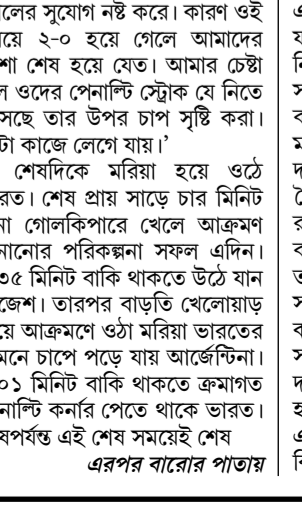 লের সুযোগ নষ্ট করে। কারণ ওই
য়ে ২-০ হয়ে গেলে আমাদের
শা শেষ হয়ে যেত। আমার চেষ্টা
ল ওদের পেনাল্টি স্ট্রোক যে নিতে
সছে তার উপর চাপ সৃষ্টি করা।
টা কাজে লেগে যায়।’
শেষদিকে মরিয়া হয়ে ওঠে
রত। শেষ প্রায় সাড়ে চার মিনিট
না গোলকিপারে খেলে আক্রমণ
নানোর পরিকল্পনা সফল এদিন।
৩৫ মিনিট বাকি থাকতে উঠে যান
জেশ। তারপর বাড়তি খেলোয়াড়
য়ে আক্রমণে ওঠা মরিয়া ভারতের
মনে চাপে পড়ে যায় আর্জেন্টিনা।
০১ মিনিট বাকি থাকতে ক্রমাগত
নাল্টি কর্নার পেতে থাকে ভারত।
ষপর্যন্ত এই শেষ সময়েই শেষ
এরপর বারোর পাতায়